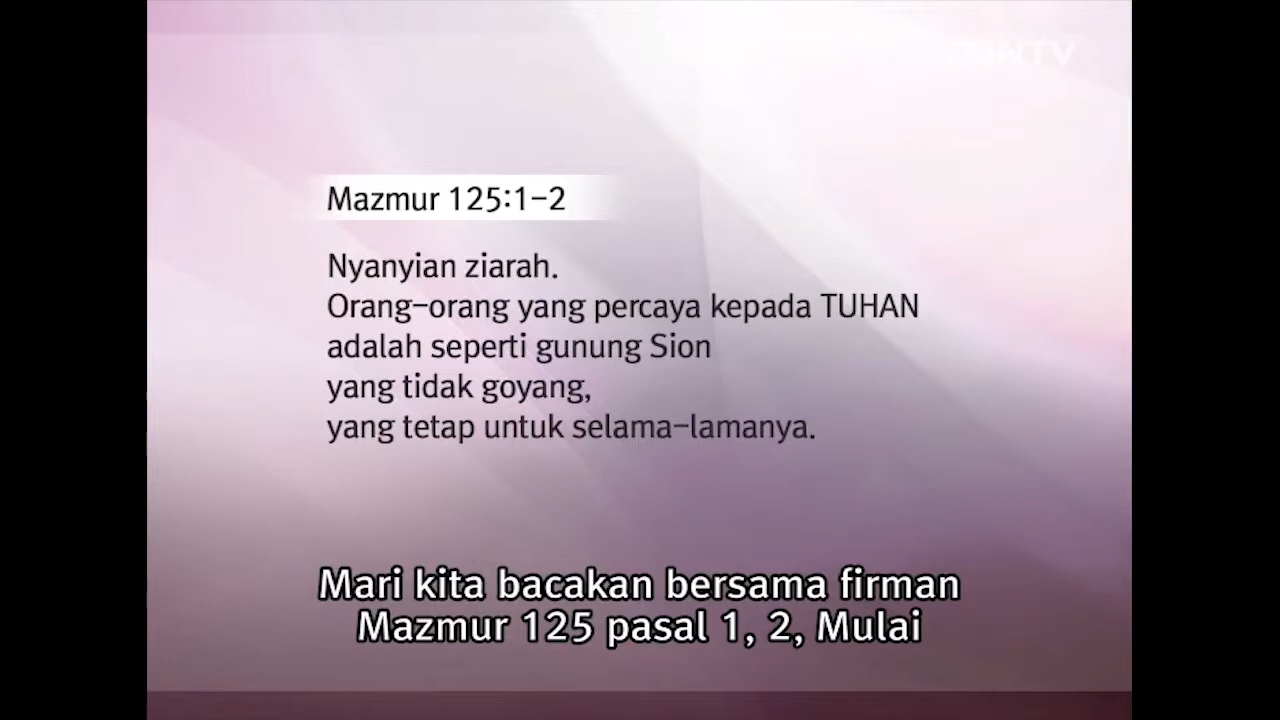 Mazmur 125:1-2
Nyanyian ziarah.
Orang-orang yang percaya kepada TUHAN
adalah seperti gunung Sion
yang tidak goyang,
yang tetap untuk selama-lamanya.
Mari kita bacakan bersama firman
Mazmur 125 pasal 1, 2, Mulai